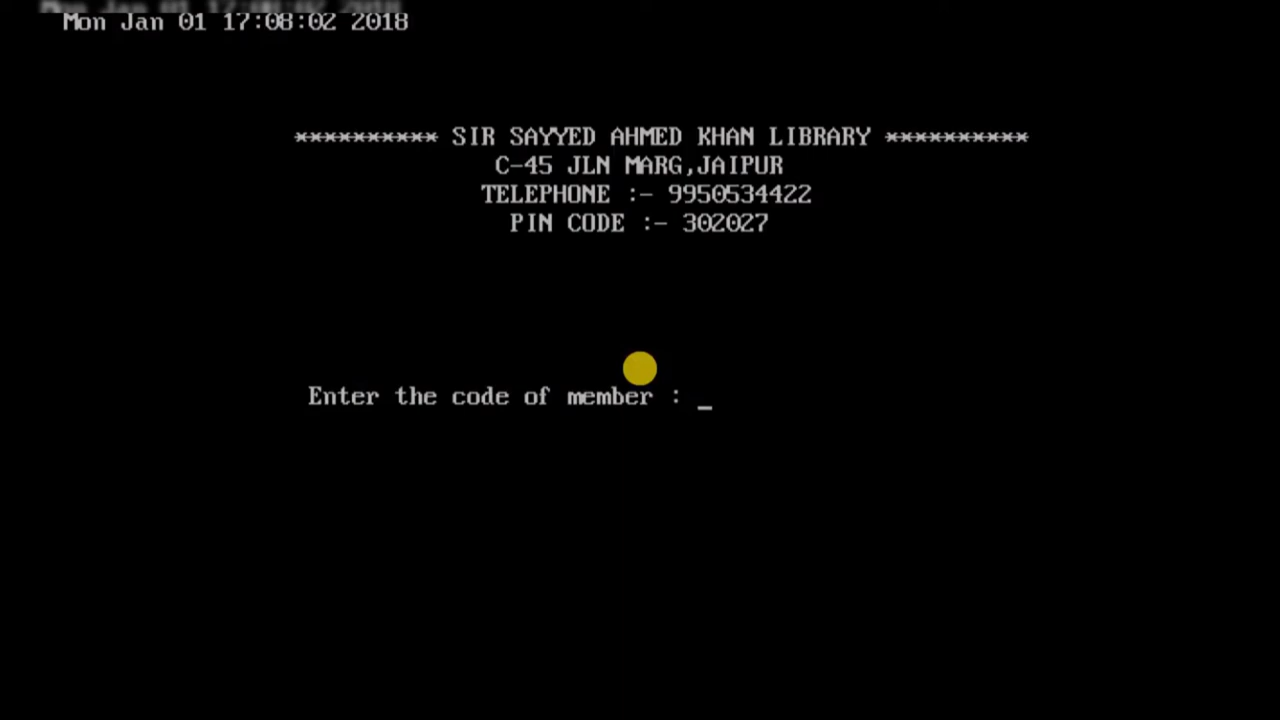 Mon Jan 01 17:08:02 2018
********** SIR SAYYED AHMED KHAN LIBRARY **********
C-45 JLN MARG,JAIPUR
TELEPHONE :- 9950534422
PIN CODE :- 302027
Enter the code of member : _